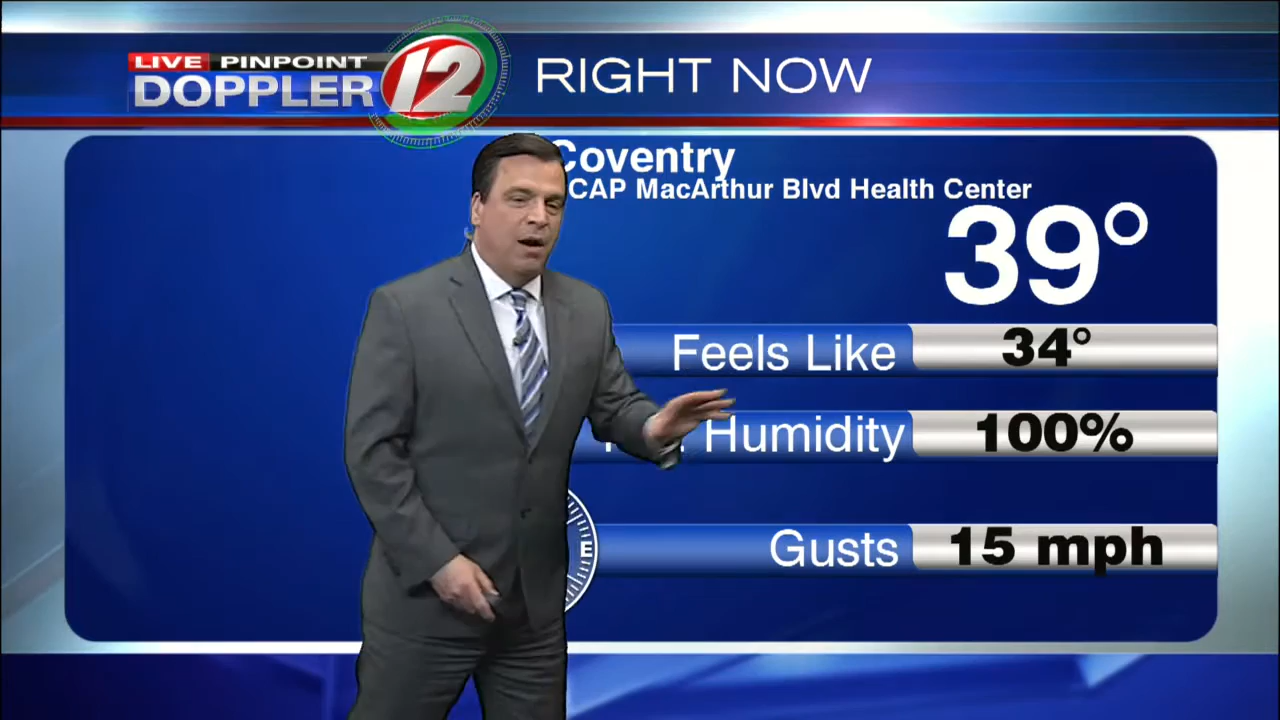 LIVE PINPOINT
DOPPLER 12
RIGHT NOW
Coventry
CAP MacArthur Blvd Health Center
39°
Feels Like 34°
Humidity 100%
E
Gusts 15 mph